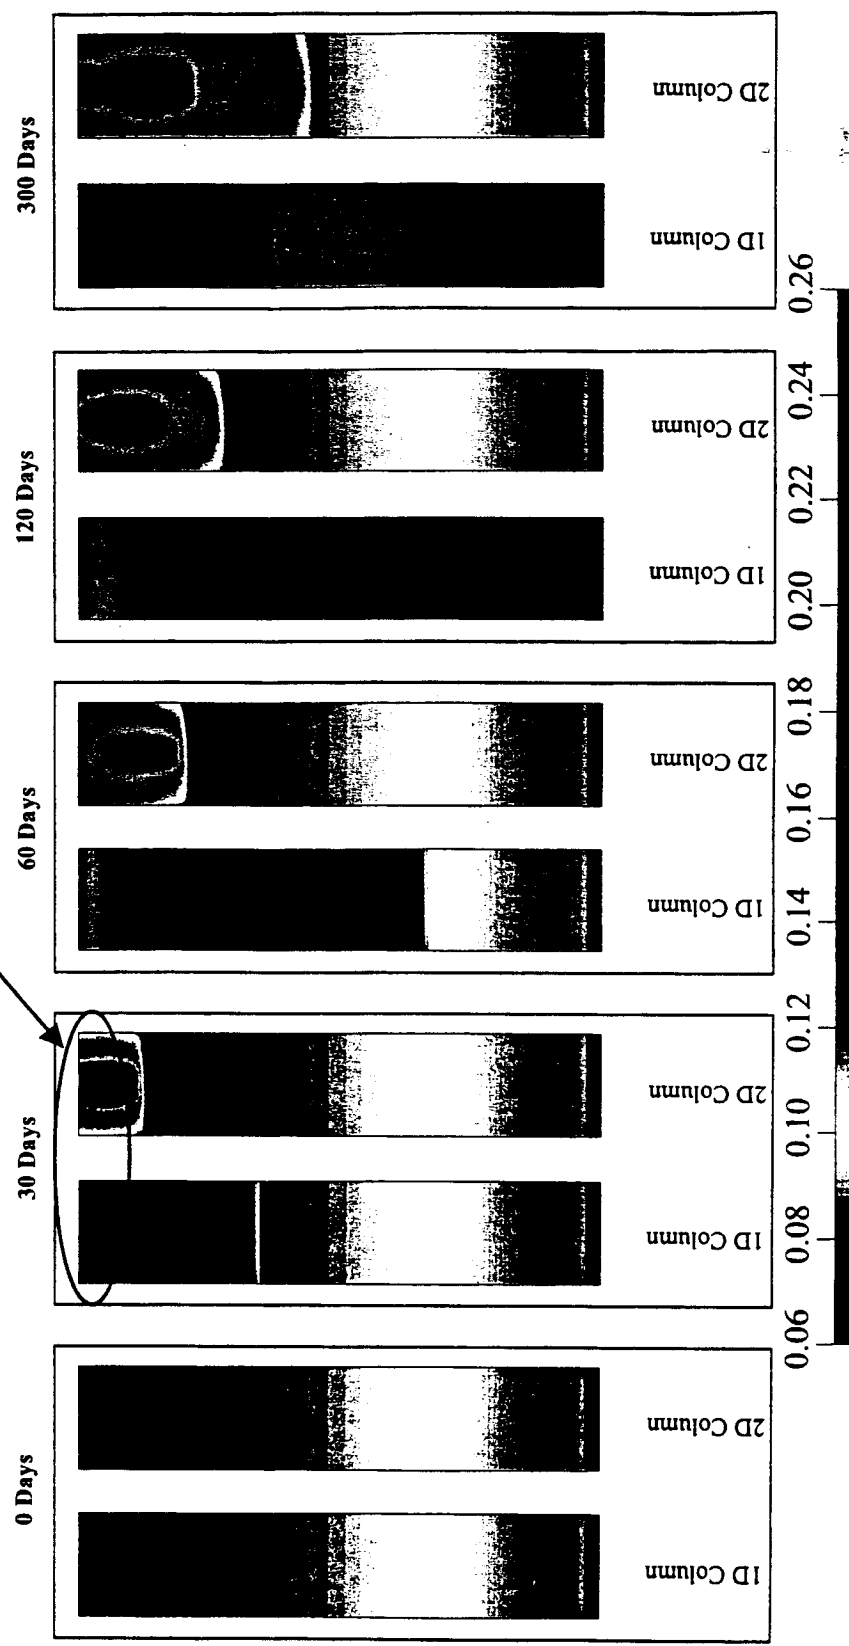 0 Days
30 Days
60 Days
120 Days
300 Days
1D Column
2D Column
1D Column
2D Column
1D Column
2D Column
1D Column
2D Column
1D Column
2D Column
0.06
0.08
0.10
0.12
0.14
0.16
0.18
0.20
0.22
0.24
0.26